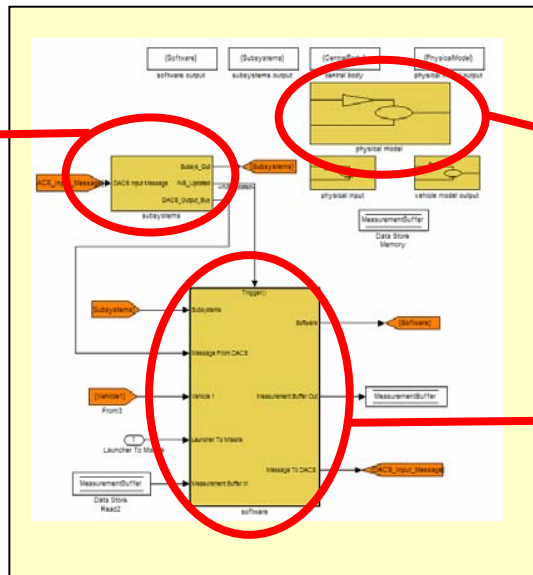 {Software} {Subsystems} {CentralBody} {PhysicalModel}
software output subsystems output central body physical model output
physical model
Subsys_Out
[Subsystems]
ACS_Input_Message
DACS Input Message
INS_Updated
DACS_Output_Bus
subsystems
physical input
vehicle model output
MeasurementBuffer
Data Store
Memory
Trigger()
Subsystems]
Subsystems
Software
[Software]
Message From DACS
[Vehicle1]
From3
Vehicle 1
Measurement Buffer Out
MeasurementBuffer
1
Launcher To Missile
Launcher To Missile
Message To DACS
DACS_Input_Message
MeasurementBuffer
Measurement Buffer In
Data Store
Read2
software